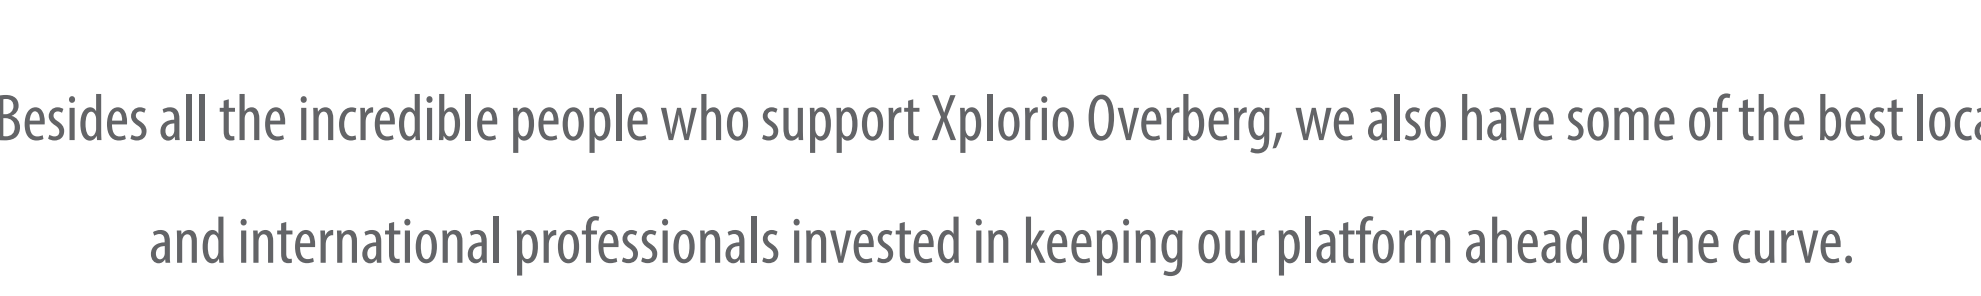 Besides all the incredible people who support Xplorio Overberg, we also have some of the best loca
and international professionals invested in keeping our platform ahead of the curve.